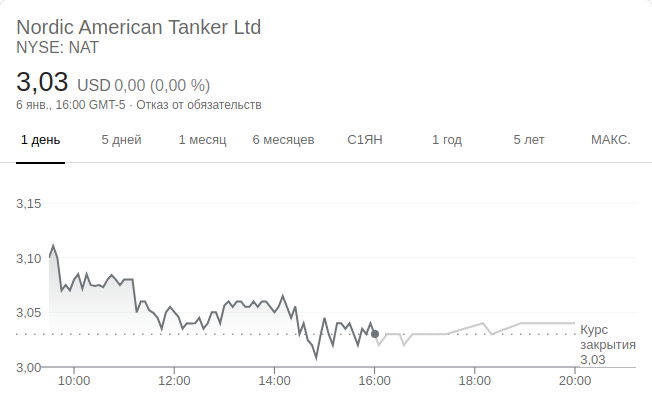 Nordic American Tanker Ltd
NYSE: NAT
3,03 USD 0,00 (0,00 %)
6 янв., 16:00 GMT-5 · Отказ от обязательств
1 день 5 дней 1 месяц 6 месяцев С1ЯН 1 год 5 лет МАКС.
3,15
3,10
3,05
3,00
Курс
закрытия
3,03
10:00 12:00 14:00 16:00 18:00 20:00